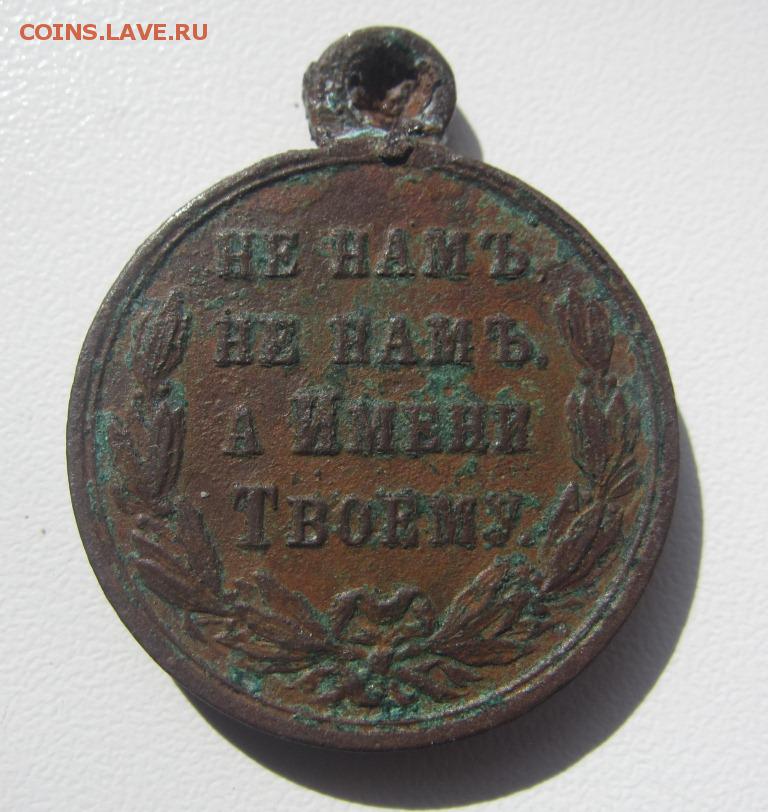 COINS.LAVE.RU
НЕ НАМЪ,
НЕ НАМЪ,
А ИМЕНИ
ТВОЕМУ.